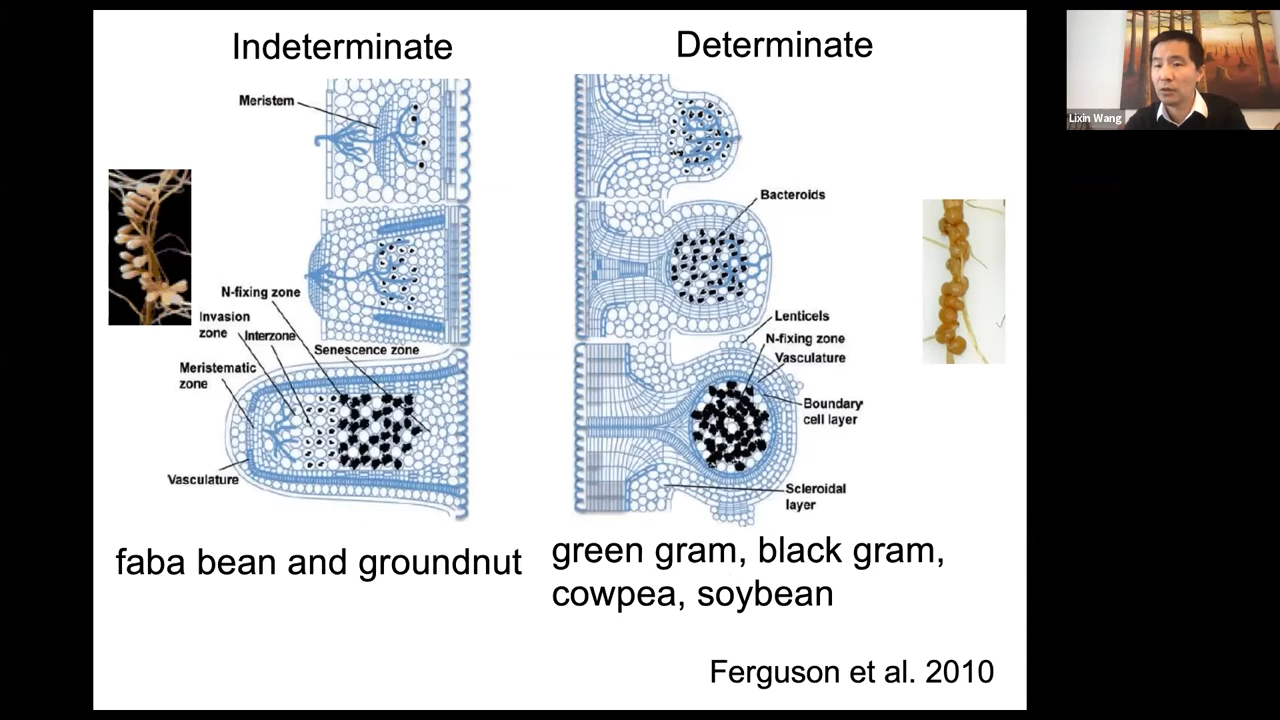 Indeterminate
Determinate
Meristem
N-fixing zone
Invasion
zone
Interzone
Senescence zone
Meristematic
zone
Vasculature
Bacteroids
Lenticels
N-fixing zone
Vasculature
Boundary
cell layer
Scleroidal
layer
faba bean and groundnut
green gram, black gram,
cowpea, soybean
Ferguson et al. 2010
Lixin Wang